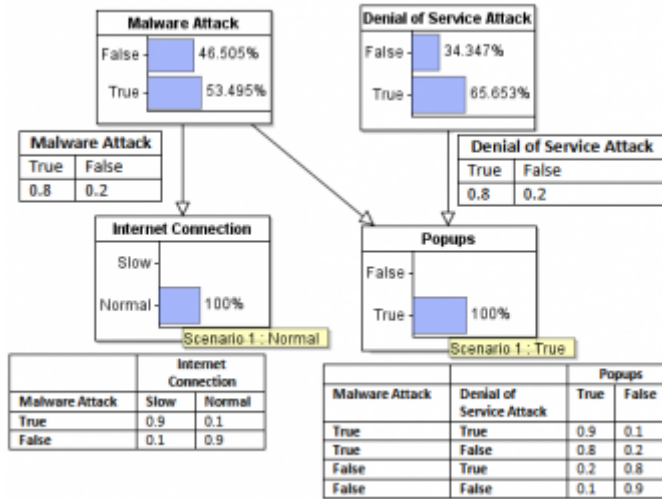 Malware Attack
False 46.505%
True 53.495%
Denial of Service Attack
False 34.347%
True 65.653%
Malware Attack
True False
0.8 0.2
Denial of Service Attack
True False
0.8 0.2
Internet Connection
Slow
Normal 100%
Scenario 1 : Normal
Popups
False
True 100%
Scenario 1 : True
Internet
Connection
Malware Attack Slow Normal
True 0.9 0.1
False 0.1 0.9
Popups
Malware Attack Denial of True False
Service Attack
True True 0.9 0.1
True False 0.8 0.2
False True 0.2 0.8
False False 0.1 0.9